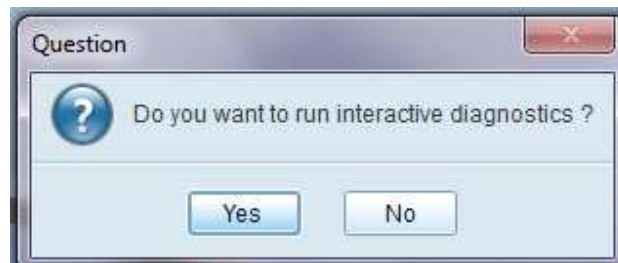 Question
Do you want to run interactive diagnostics ?
Yes
No